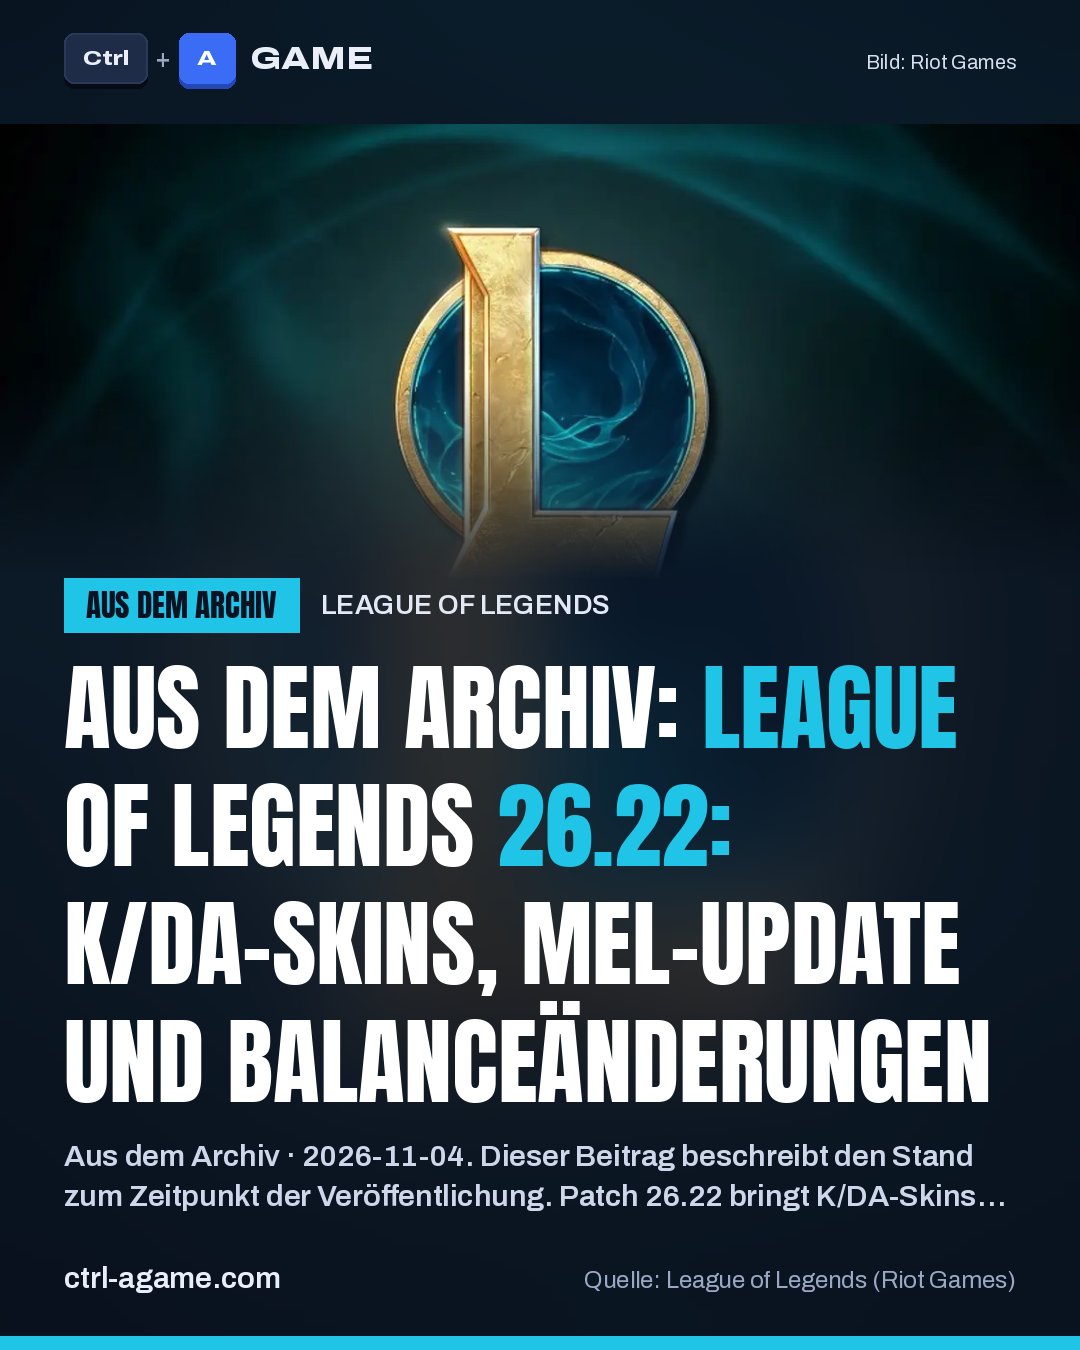 Ctrl + A GAME
Bild: Riot Games
AUS DEM ARCHIV
LEAGUE OF LEGENDS
AUS DEM ARCHIV: LEAGUE
OF LEGENDS 26.22:
K/DA-SKINS, MEL-UPDATE
UND BALANCEÄNDERUNGEN
Aus dem Archiv · 2026-11-04. Dieser Beitrag beschreibt den Stand
zum Zeitpunkt der Veröffentlichung. Patch 26.22 bringt K/DA-Skins…
ctrl-agame.com
Quelle: League of Legends (Riot Games)